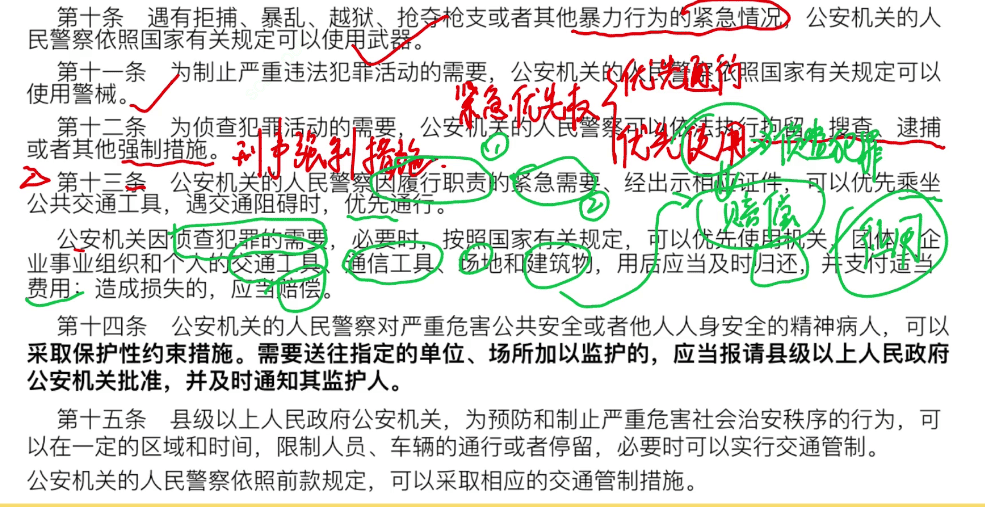 第十条 遇有拒捕、暴乱、越狱、抢夺枪支或者其他暴力行为的紧急情况，公安机关的人
民警察依照国家有关规定可以使用武器。
第十一条 为制止严重违法犯罪活动的需要，公安机关的人民警察依照国家有关规定可以
使用警械。
优先通行
紧急优先权
第十二条 为侦查犯罪活动的需要，公安机关的人民警察可以依法执行拘留、搜查、逮捕
或者其他强制措施。
刑事强制措施
①
优先使用
侦查犯罪
第十三条 公安机关的人民警察因履行职责的紧急需要、经出示相应证件，可以优先乘坐
公共交通工具，遇交通阻碍时，优先通行。
②
赔偿
公安机关因侦查犯罪的需要，必要时，按照国家有关规定，可以优先使用机关、团体、企
业事业组织和个人的交通工具、通信工具、场地和建筑物，用后应当及时归还，并支付适当
费用；造成损失的，应当赔偿。
第十四条 公安机关的人民警察对严重危害公共安全或者他人人身安全的精神病人，可以
采取保护性约束措施。需要送往指定的单位、场所加以监护的，应当报请县级以上人民政府
公安机关批准，并及时通知其监护人。
第十五条 县级以上人民政府公安机关，为预防和制止严重危害社会治安秩序的行为，可
以在一定的区域和时间，限制人员、车辆的通行或者停留，必要时可以实行交通管制。
公安机关的人民警察依照前款规定，可以采取相应的交通管制措施。